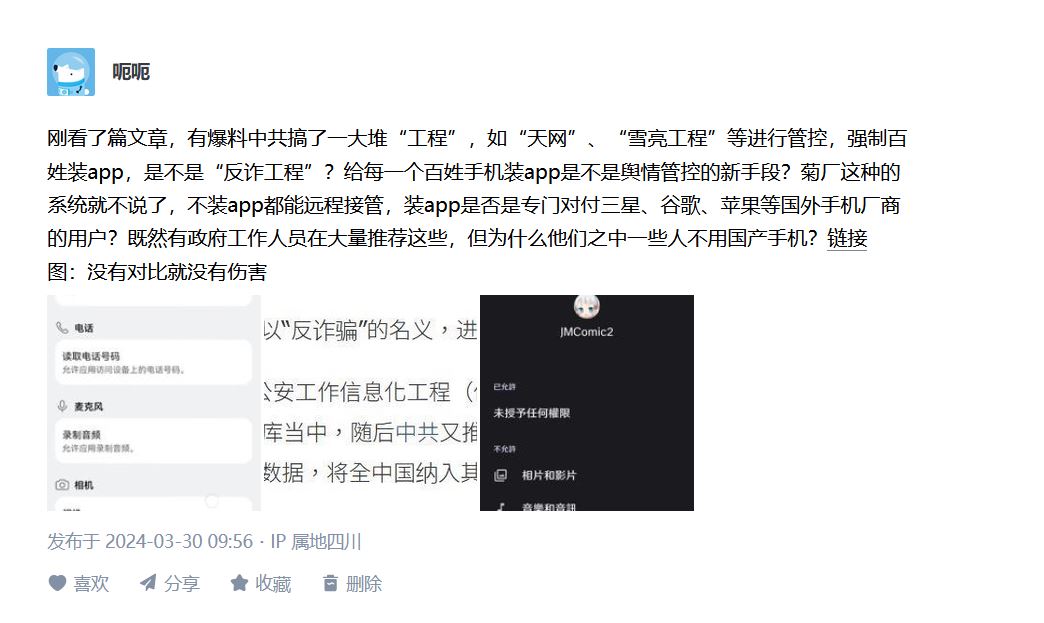 呃呃
刚看了篇文章，有爆料中共搞了一大堆“工程”，如“天网”、“雪亮工程”等进行管控，强制百
姓装app，是不是“反诈工程”？给每一个百姓手机装app是不是舆情管控的新手段？菊厂这种的
系统就不说了，不装app都能远程接管，装app是否是专门对付三星、谷歌、苹果等国外手机厂商
的用户？既然有政府工作人员在大量推荐这些，但为什么他们之中一些人不用国产手机？链接
图：没有对比就没有伤害
电话
读取电话号码
允许应用访问设备上的电话号码。
麦克风
录制音频
允许应用录制音频。
相机
以“反诈骗”的名义，进
公安工作信息化工程（
库当中，随后中共又推
数据，将全中国纳入其
JMComic2
已允許
未授予任何權限
不允許
相片和影片
音樂和音訊
发布于 2024-03-30 09:56 · IP 属地四川
喜欢 分享 收藏 删除